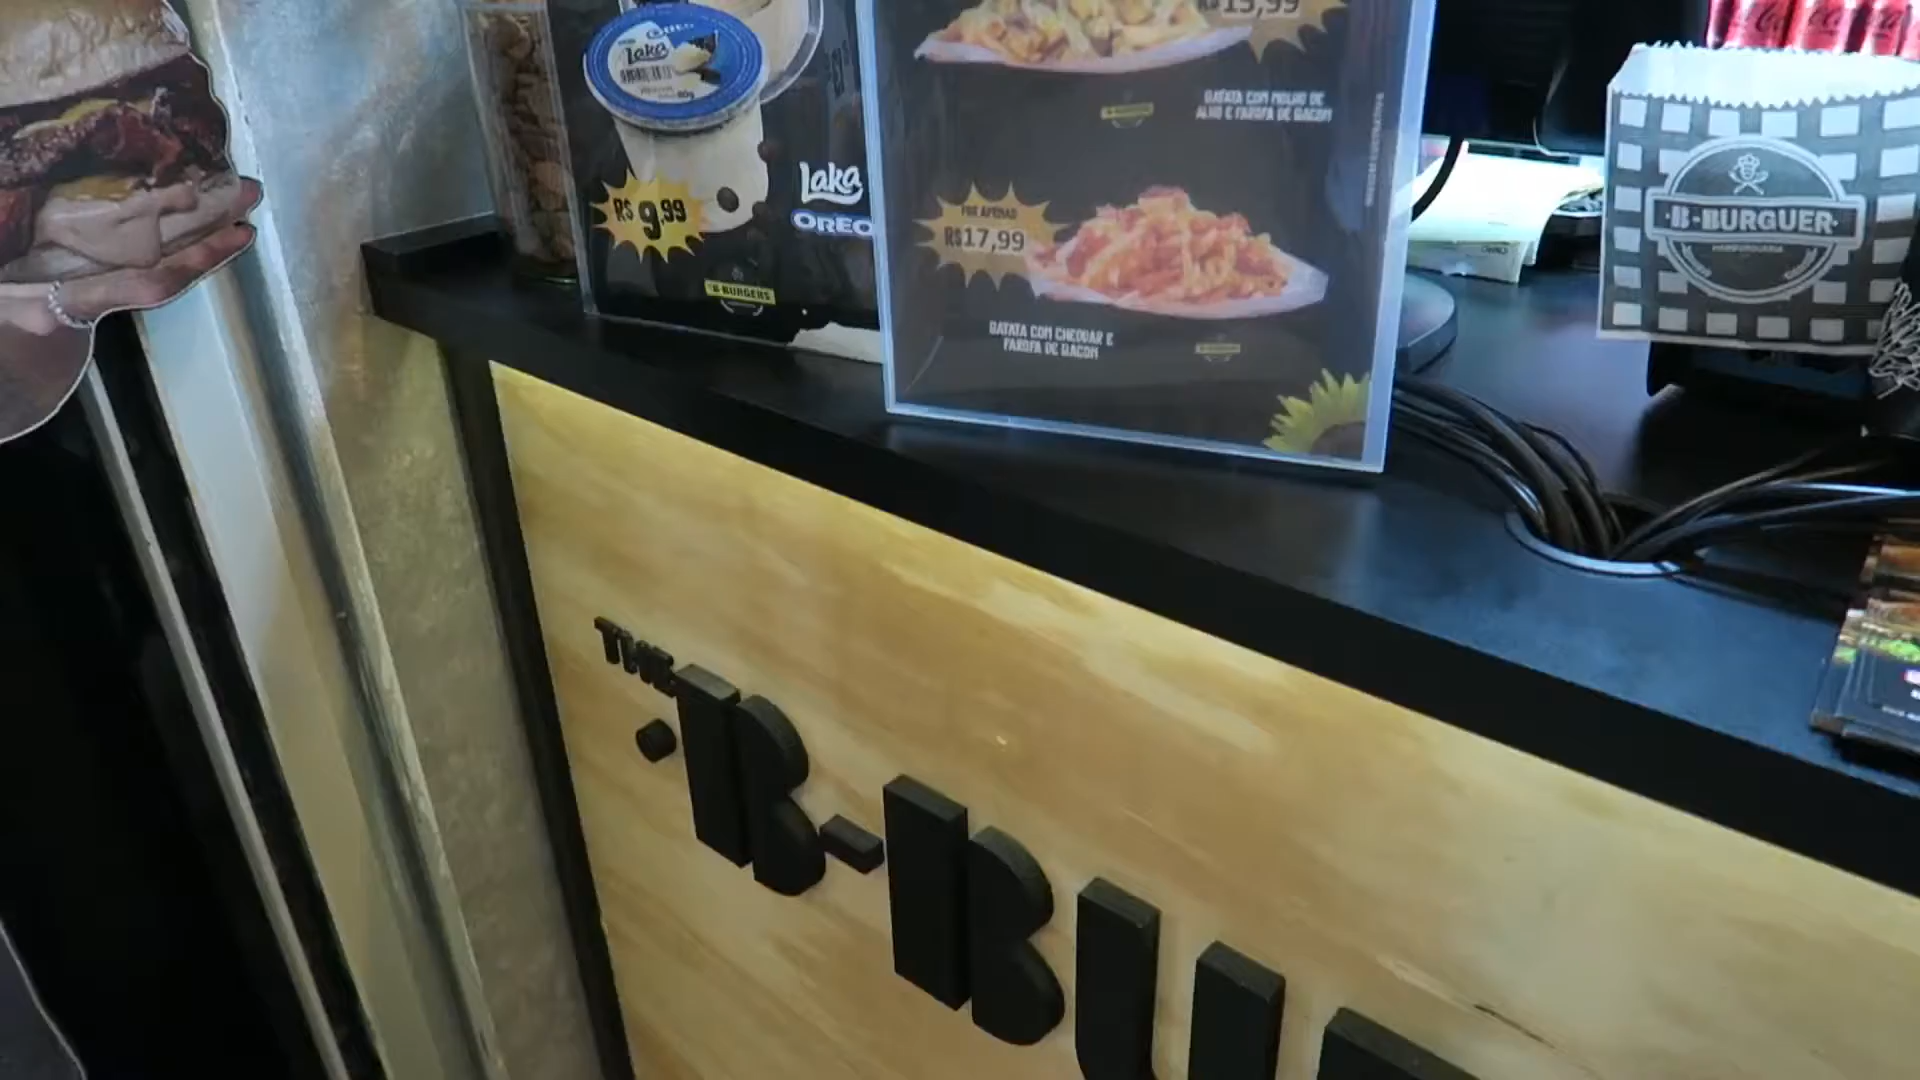 Laka
R$ 9,99
Laka
OREO
B-BURGERS
R$15,99
BATATA COM MOLHO DE
ALHO E FAROFA DE BACON
POR APENAS
R$17,99
BATATA COM CHEDDAR E
FAROFA DE BACON
·B-BURGUER·
HAMBURGUERIA
THE
·B-BU